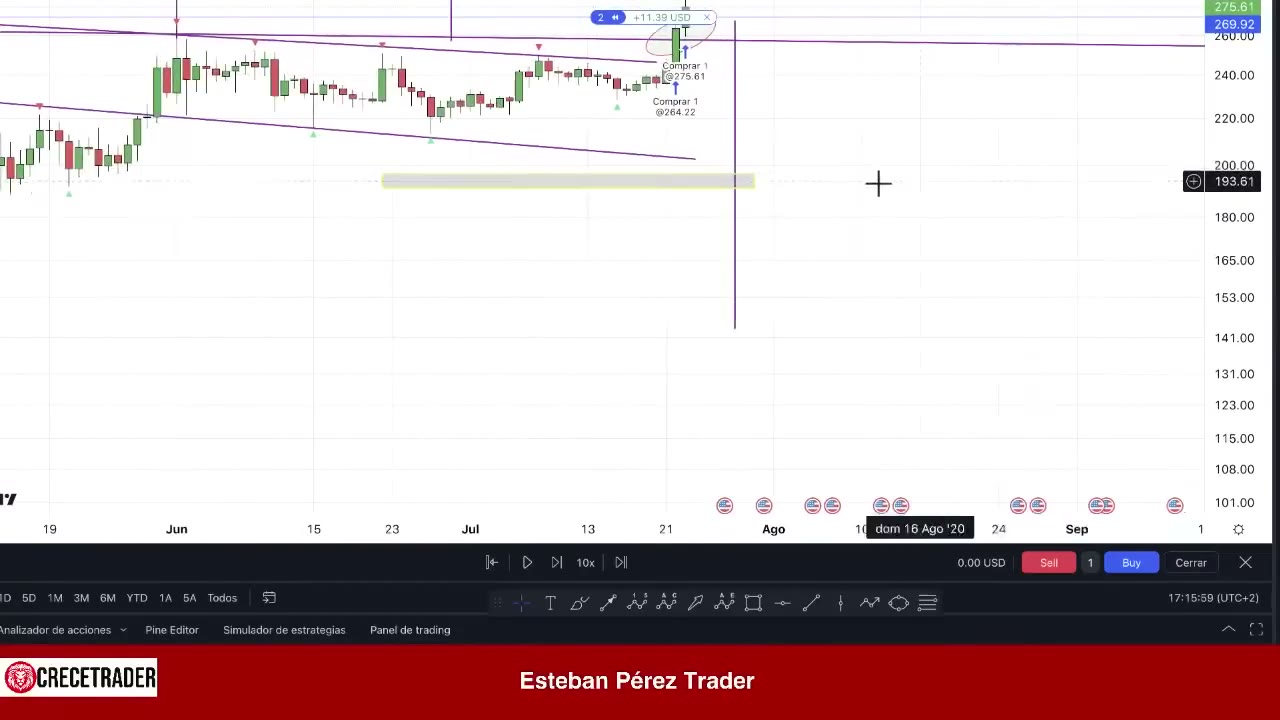 2
+11.39 USD
275.61
269.92
260.00
240.00
220.00
200.00
193.61
180.00
165.00
153.00
141.00
131.00
123.00
115.00
108.00
101.00
Comprar 1
@275.61
Comprar 1
@264.22
19
Jun
15
23
Jul
13
21
Ago
dom 16 Ago '20
24
Sep
1
10x
0.00 USD
Sell
1
Buy
Cerrar
1D 5D 1M 3M 6M YTD 1A 5A Todos
17:15:59 (UTC+2)
Analizador de acciones
Pine Editor
Simulador de estrategias
Panel de trading
CRECETRADER
Esteban Pérez Trader